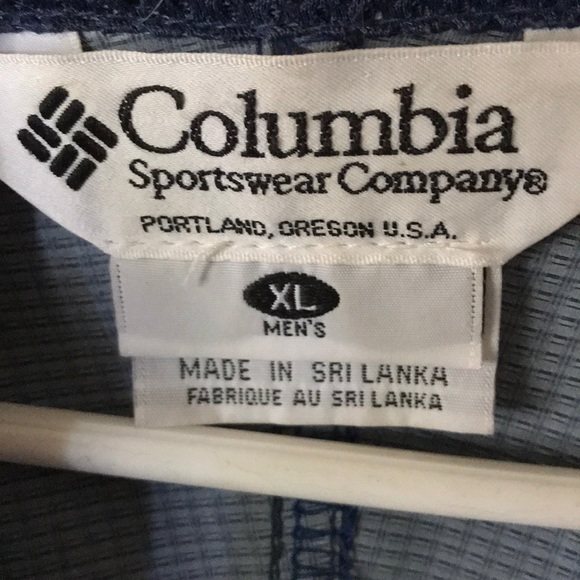 Columbia
Sportswear Company®
PORTLAND, OREGON U.S.A.
XL
MEN'S
MADE IN SRI LANKA
FABRIQUE AU SRI LANKA